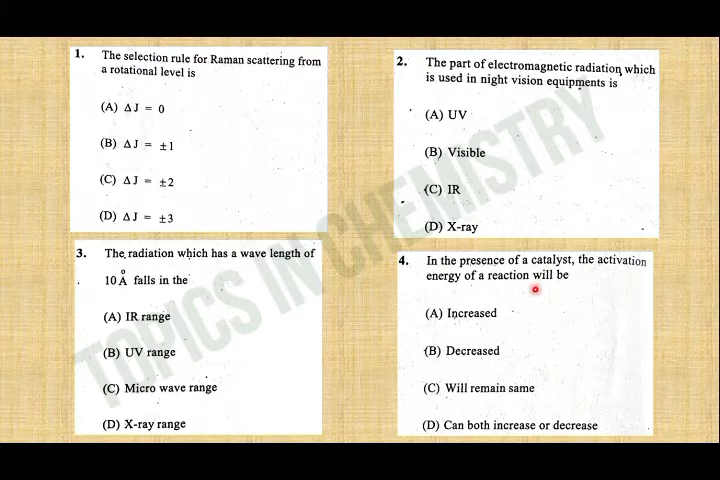 1. The selection rule for Raman scattering from
a rotational level is
(A) Δ J = 0
(B) Δ J = ±1
(C) Δ J = ±2
(D) Δ J = ±3
2. The part of electromagnetic radiation which
is used in night vision equipments is
(A) UV
(B) Visible
(C) IR
(D) X-ray
3. The radiation which has a wave length of
10 Å falls in the
(A) IR range
(B) UV range
(C) Micro wave range
(D) X-ray range
4. In the presence of a catalyst, the activation
energy of a reaction will be
(A) Increased
(B) Decreased
(C) Will remain same
(D) Can both increase or decrease
TOPICS IN CHEMISTRY